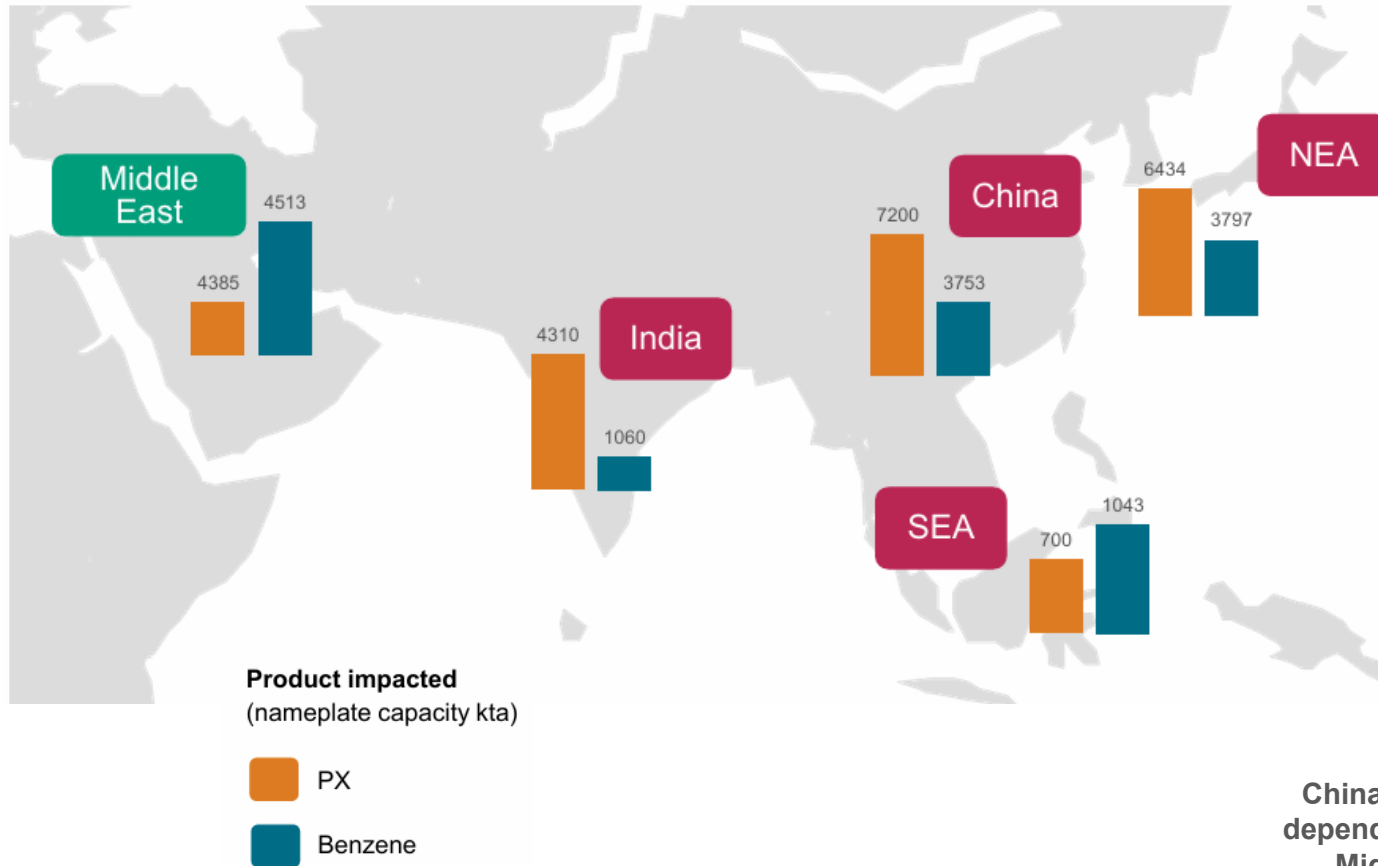 Middle
East
4513
4385
India
4310
1060
China
7200
3753
NEA
6434
3797
SEA
700
1043
Product impacted
(nameplate capacity kta)
PX
Benzene
China
depend
Mid